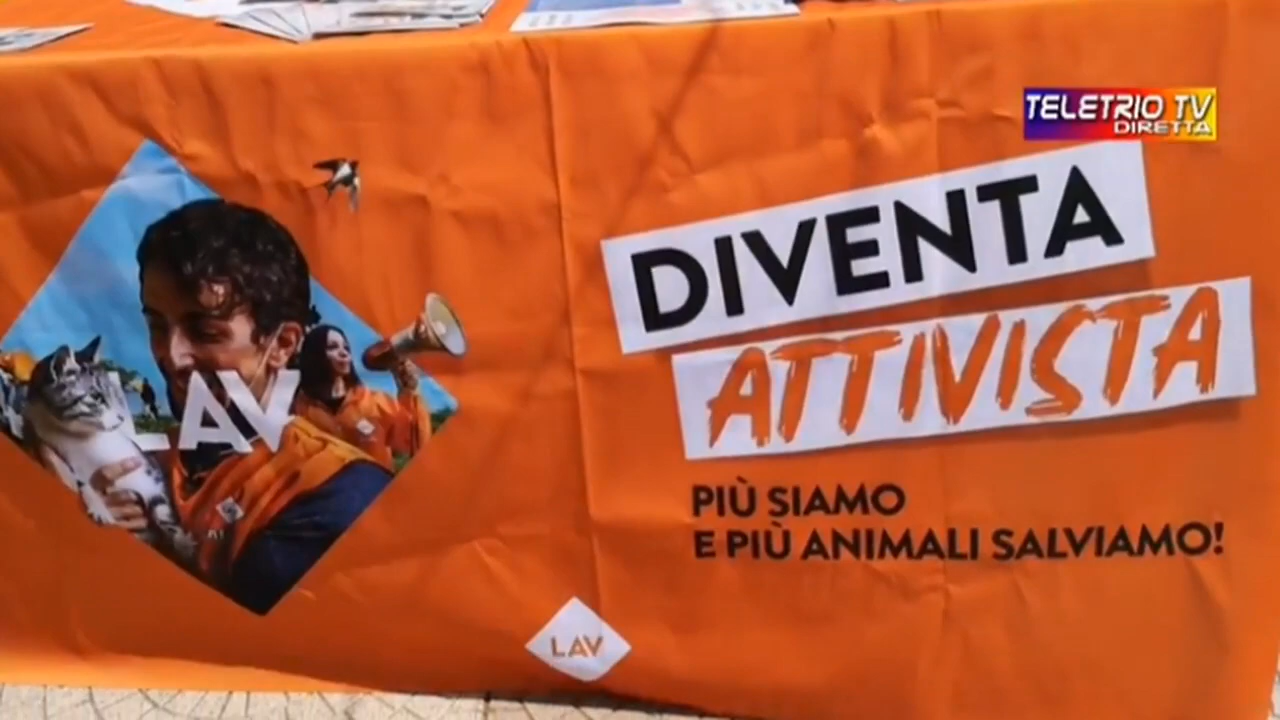 TELETRIO TV
DIRETTA
DIVENTA
ATTIVISTA
LAV
PIÙ SIAMO
E PIÙ ANIMALI SALVIAMO!
LAV